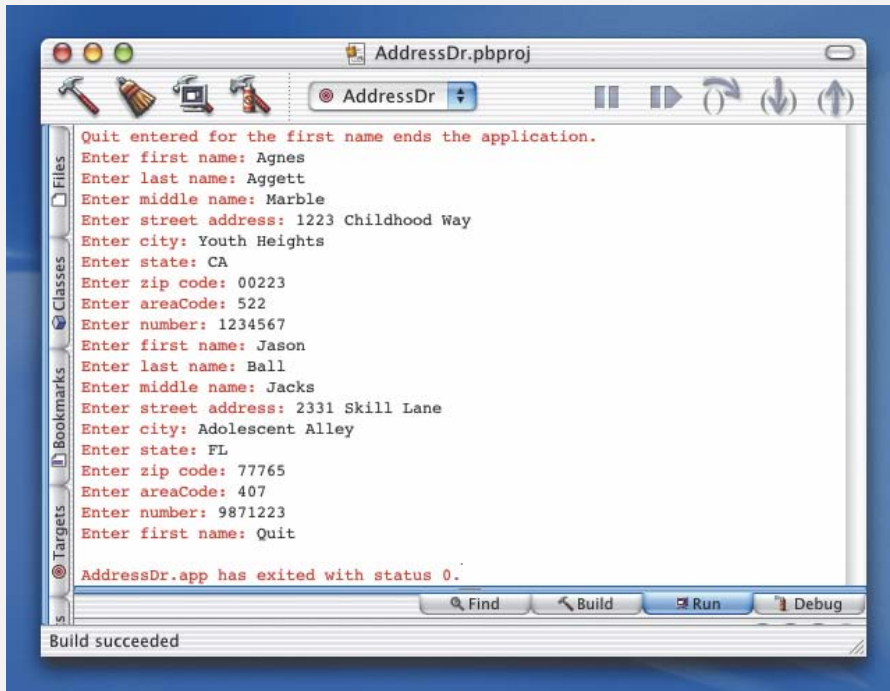 AddressDr.pbproj
AddressDr
Files
Classes
Bookmarks
Targets
Quit entered for the first name ends the application.
Enter first name: Agnes
Enter last name: Aggett
Enter middle name: Marble
Enter street address: 1223 Childhood Way
Enter city: Youth Heights
Enter state: CA
Enter zip code: 00223
Enter areaCode: 522
Enter number: 1234567
Enter first name: Jason
Enter last name: Ball
Enter middle name: Jacks
Enter street address: 2331 Skill Lane
Enter city: Adolescent Alley
Enter state: FL
Enter zip code: 77765
Enter areaCode: 407
Enter number: 9871223
Enter first name: Quit
AddressDr.app has exited with status 0.
Find Build Run Debug
Build succeeded